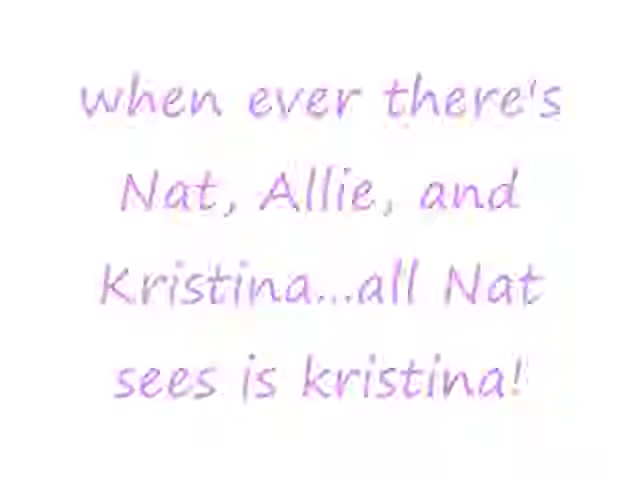 when ever there's
Nat, Allie, and
Kristina...all Nat
sees is kristina!